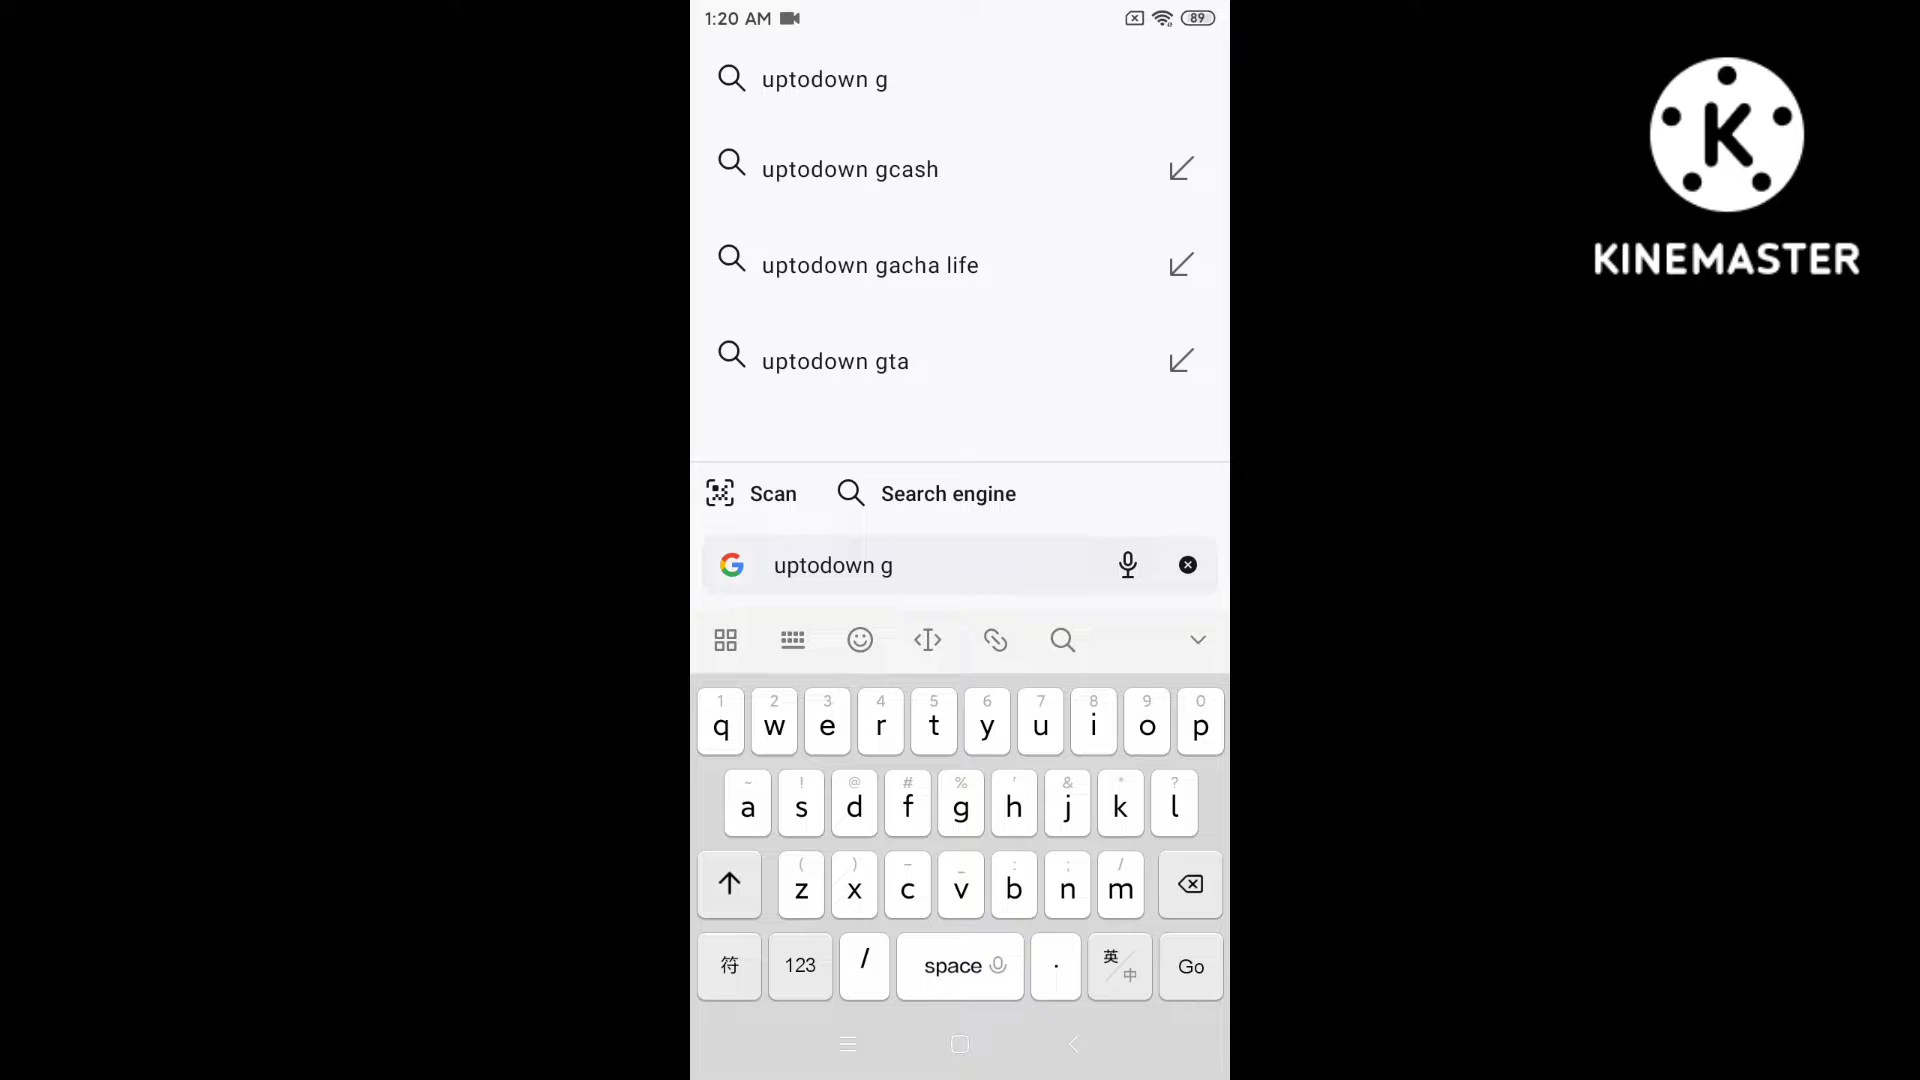 1:20 AM
89
uptodown g
uptodown gcash
uptodown gacha life
uptodown gta
Scan
Search engine
uptodown g
1 2 3 4 5 6 7 8 9 0
q w e r t y u i o p
~ ! @ # % ' & * ?
a s d f g h j k l
( ) – _ : ; /
z x c v b n m
符 123 / space . 英/中 Go
K
KINEMASTER